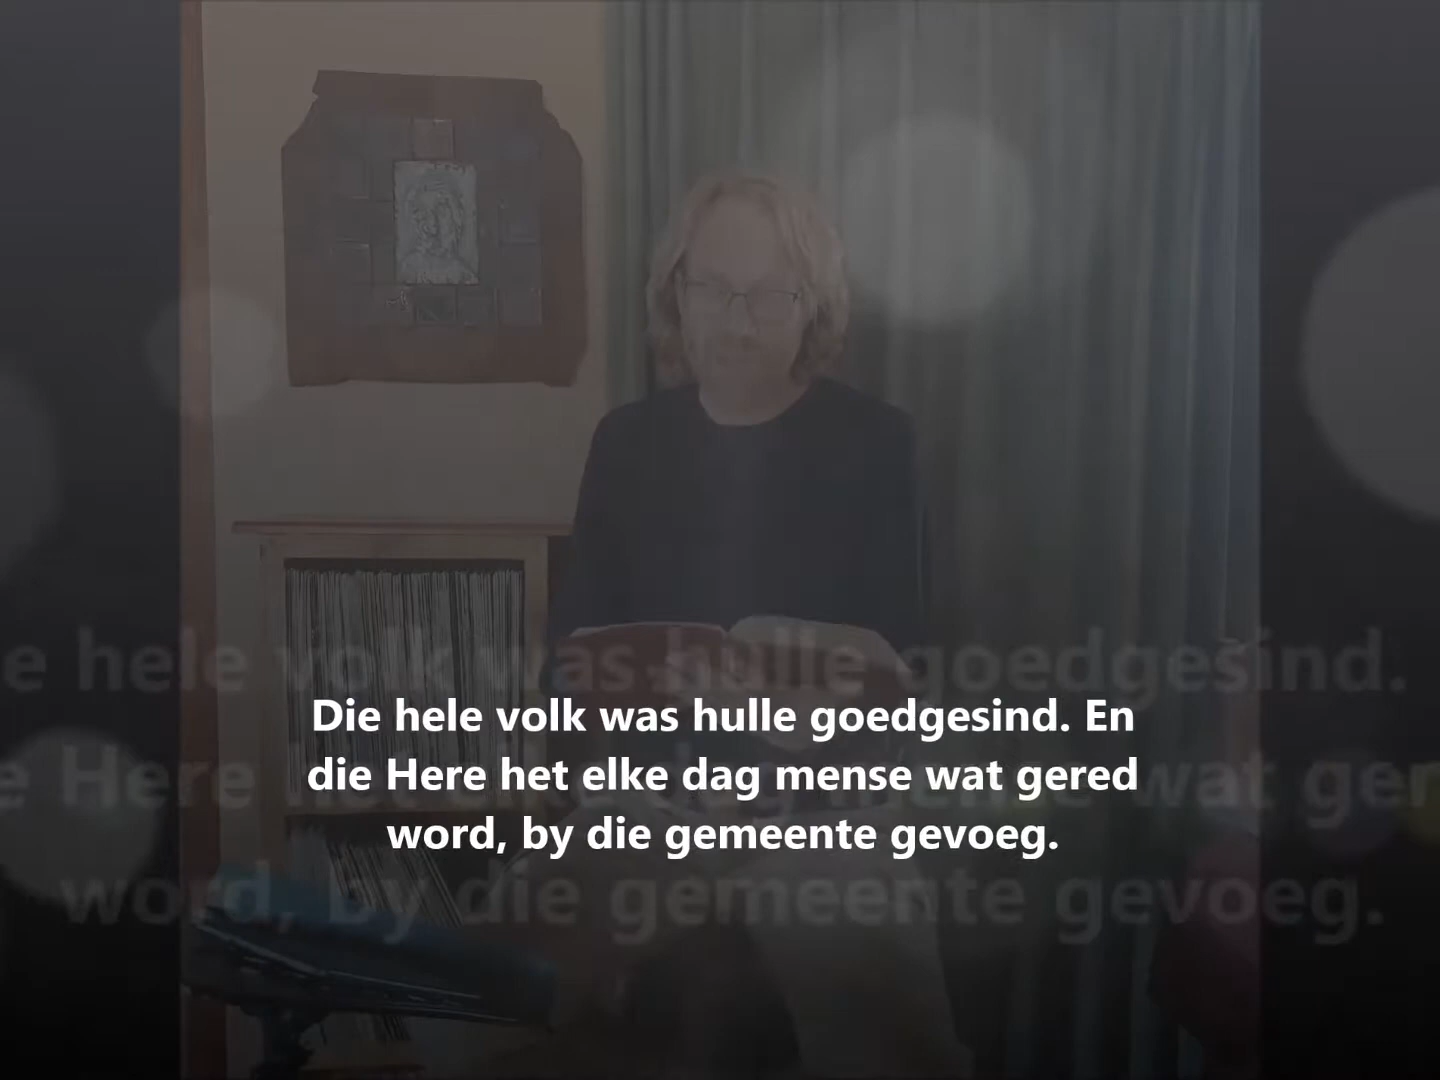 Die hele volk was hulle goedgesind. En
die Here het elke dag mense wat gered
word, by die gemeente gevoeg.